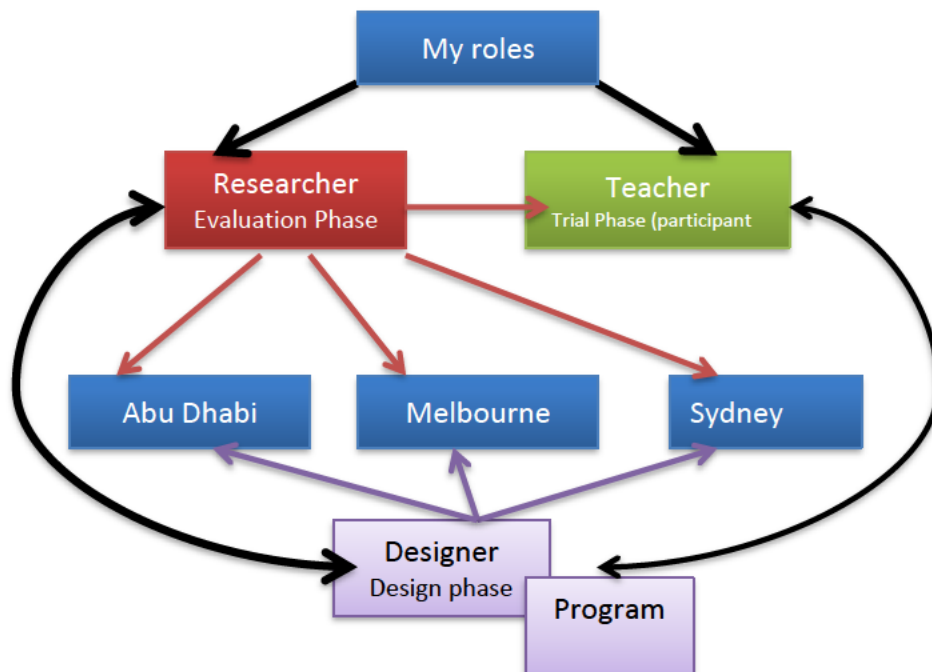 My roles
Researcher
Evaluation Phase
Teacher
Trial Phase (participant
Abu Dhabi
Melbourne
Sydney
Designer
Design phase
Program